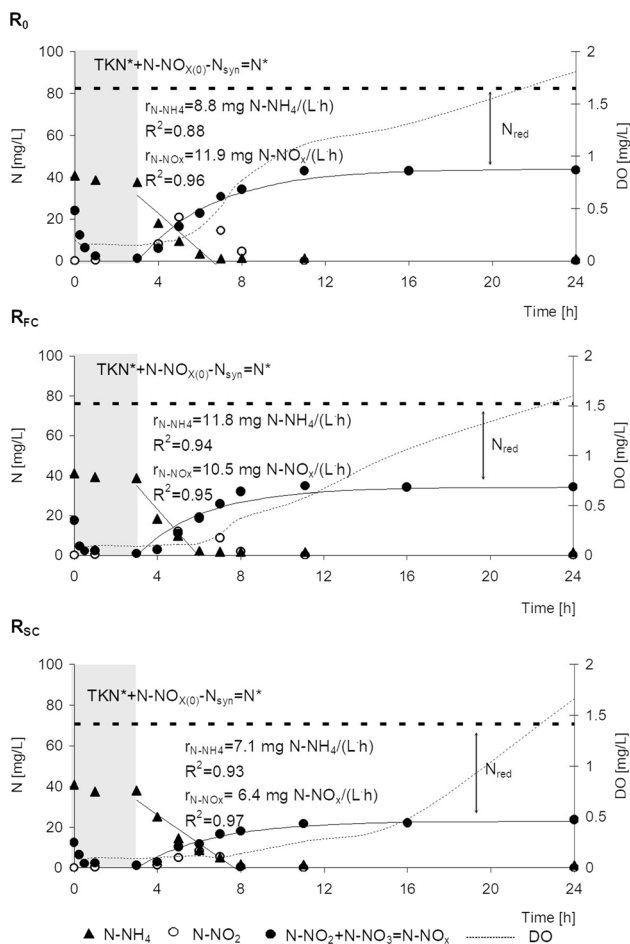 R0
TKN*+N-NOX(0)-Nsyn=N*
rN-NH4=8.8 mg N-NH4/(L·h)
R2=0.88
rN-NOx=11.9 mg N-NOx/(L·h)
R2=0.96
Nred
N [mg/L]
DO [mg/L]
100
80
60
40
20
0
2
1.5
1
0.5
0
0 4 8 12 16 20 24
Time [h]
RFC
TKN*+N-NOX(0)-Nsyn=N*
rN-NH4=11.8 mg N-NH4/(L·h)
R2=0.94
rN-NOx=10.5 mg N-NOx/(L·h)
R2=0.95
Nred
N [mg/L]
DO [mg/L]
100
80
60
40
20
0
2
1.5
1
0.5
0
0 4 8 12 16 20 24
Time [h]
RSC
TKN*+N-NOX(0)-Nsyn=N*
rN-NH4=7.1 mg N-NH4/(L·h)
R2=0.93
rN-NOx= 6.4 mg N-NOx/(L·h)
R2=0.97
Nred
N [mg/L]
DO [mg/L]
100
80
60
40
20
0
2
1.5
1
0.5
0
0 4 8 12 16 20 24
Time [h]
N-NH4 N-NO2 N-NO2+N-NO3=N-NOx DO